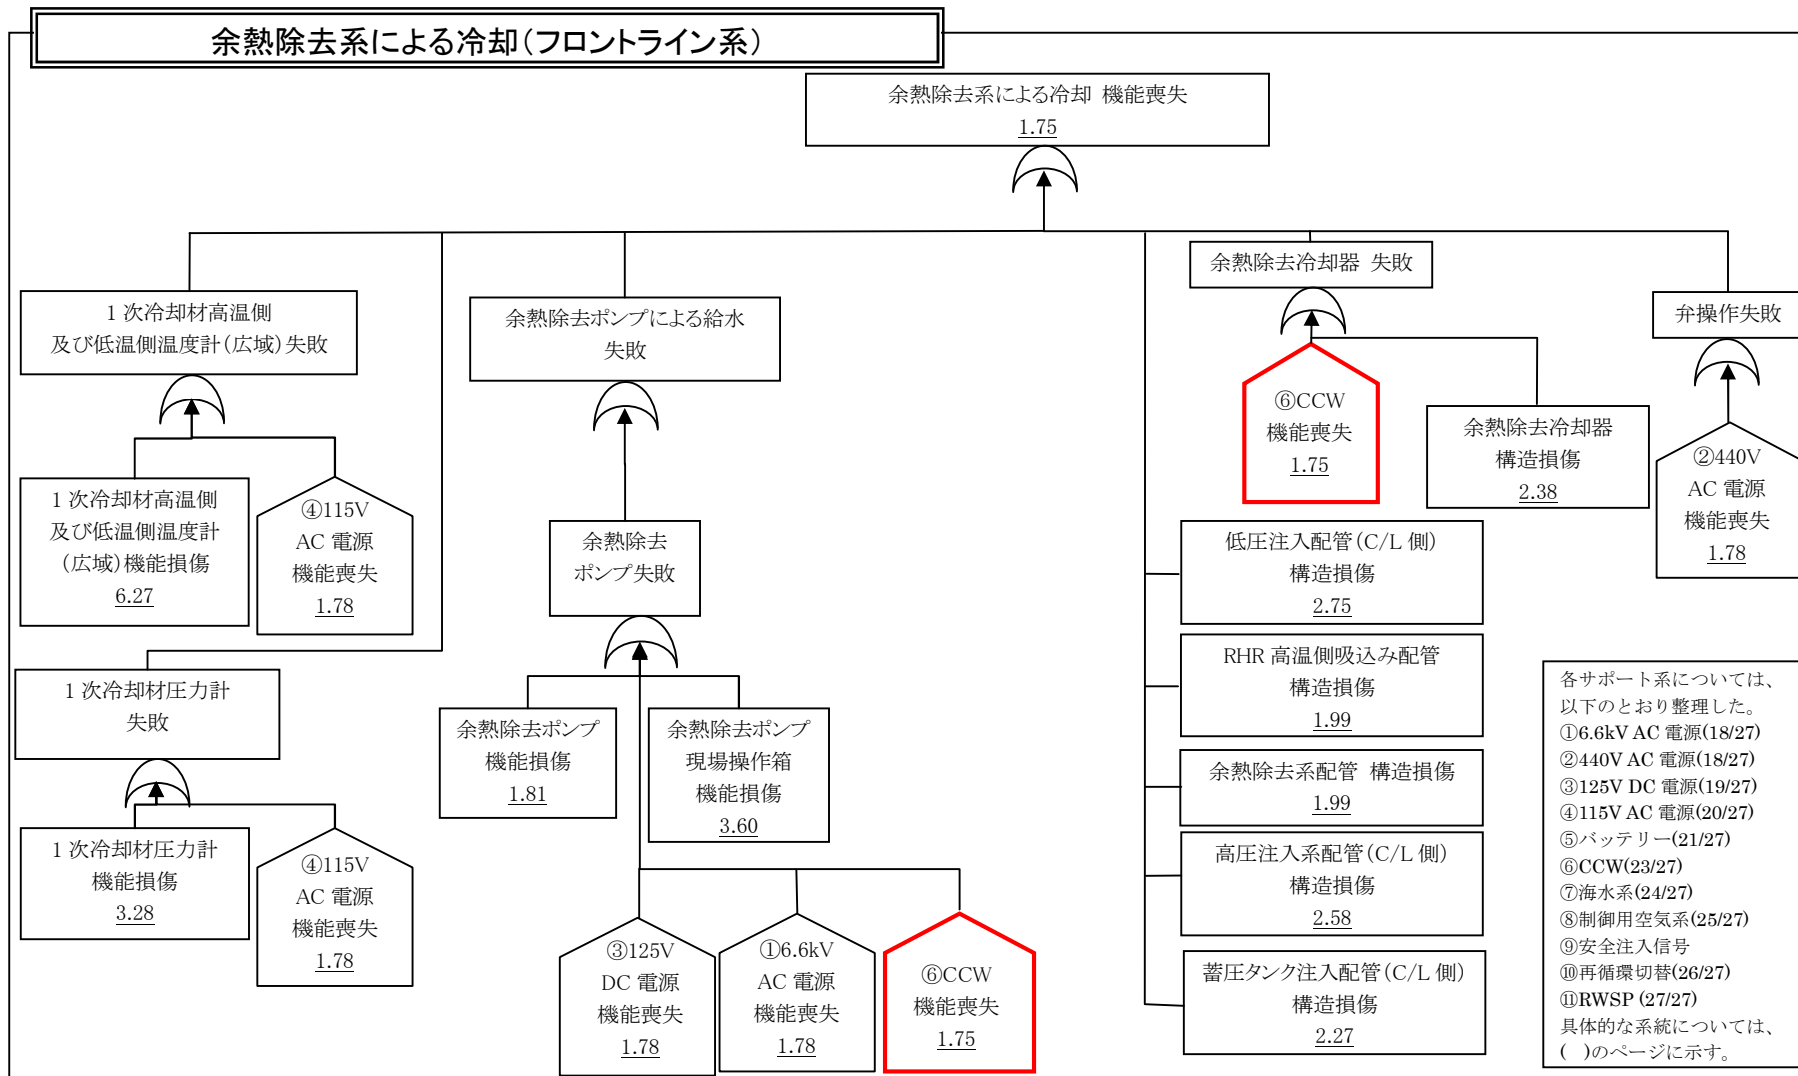 余熱除去系による冷却(フロントライン系)
余熱除去系による冷却 機能喪失
1.75
1 次冷却材高温側
及び低温側温度計(広域)失敗
1 次冷却材高温側
及び低温側温度計
(広域)機能損傷
6.27
④115V
AC 電源
機能喪失
1.78
1 次冷却材圧力計
失敗
1 次冷却材圧力計
機能損傷
3.28
④115V
AC 電源
機能喪失
1.78
余熱除去ポンプによる給水
失敗
余熱除去
ポンプ失敗
余熱除去ポンプ
機能損傷
1.81
余熱除去ポンプ
現場操作箱
機能損傷
3.60
③125V
DC 電源
機能喪失
1.78
①6.6kV
AC 電源
機能喪失
1.78
⑥CCW
機能喪失
1.75
余熱除去冷却器 失敗
⑥CCW
機能喪失
1.75
余熱除去冷却器
構造損傷
2.38
低圧注入配管(C/L 側)
構造損傷
2.75
RHR 高温側吸込み配管
構造損傷
1.99
余熱除去系配管 構造損傷
1.99
高圧注入系配管(C/L 側)
構造損傷
2.58
蓄圧タンク注入配管(C/L 側)
構造損傷
2.27
弁操作失敗
②440V
AC 電源
機能喪失
1.78
各サポート系については、
以下のとおり整理した。
①6.6kV AC 電源(18/27)
②440V AC 電源(18/27)
③125V DC 電源(19/27)
④115V AC 電源(20/27)
⑤バッテリー(21/27)
⑥CCW(23/27)
⑦海水系(24/27)
⑧制御用空気系(25/27)
⑨安全注入信号
⑩再循環切替(26/27)
⑪RWSP (27/27)
具体的な系統については、
( )のページに示す。